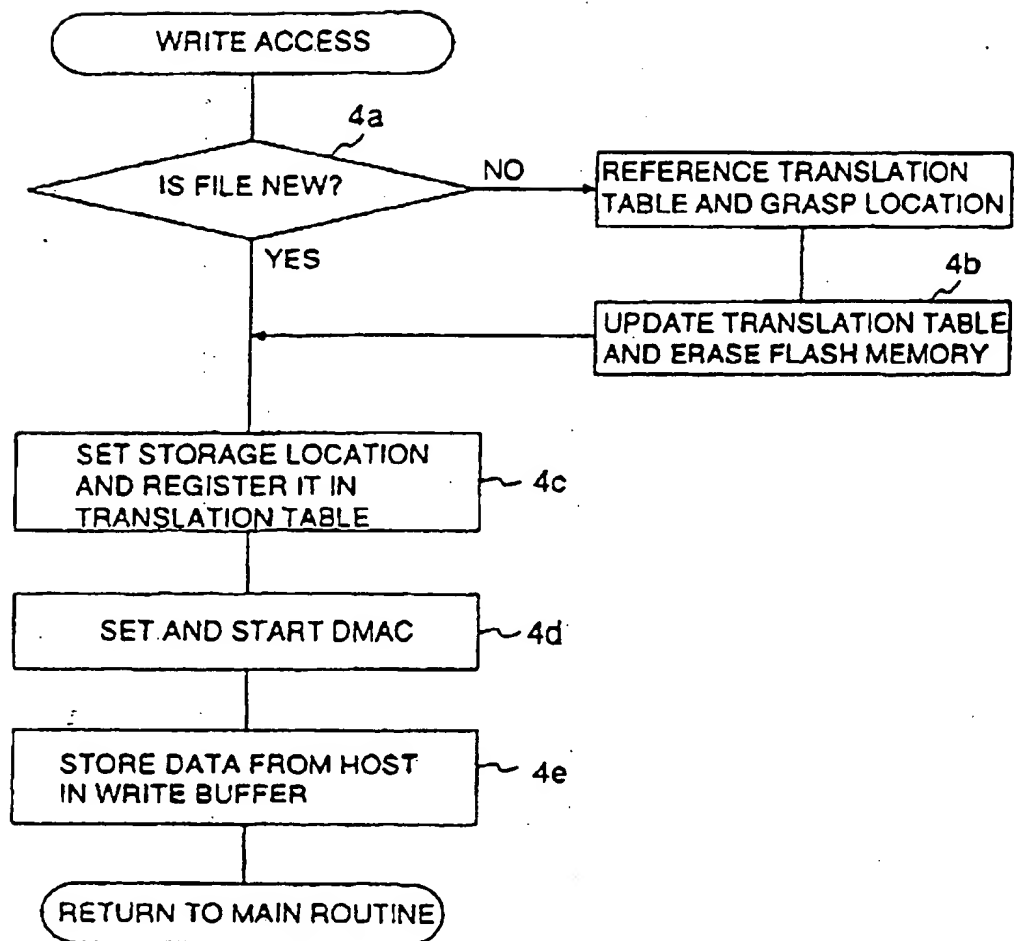 WRITE ACCESS
4a
IS FILE NEW?
NO
REFERENCE TRANSLATION
TABLE AND GRASP LOCATION
YES
4b
UPDATE TRANSLATION TABLE
AND ERASE FLASH MEMORY
SET STORAGE LOCATION
AND REGISTER IT IN
TRANSLATION TABLE
4c
SET AND START DMAC
4d
STORE DATA FROM HOST
IN WRITE BUFFER
4e
RETURN TO MAIN ROUTINE